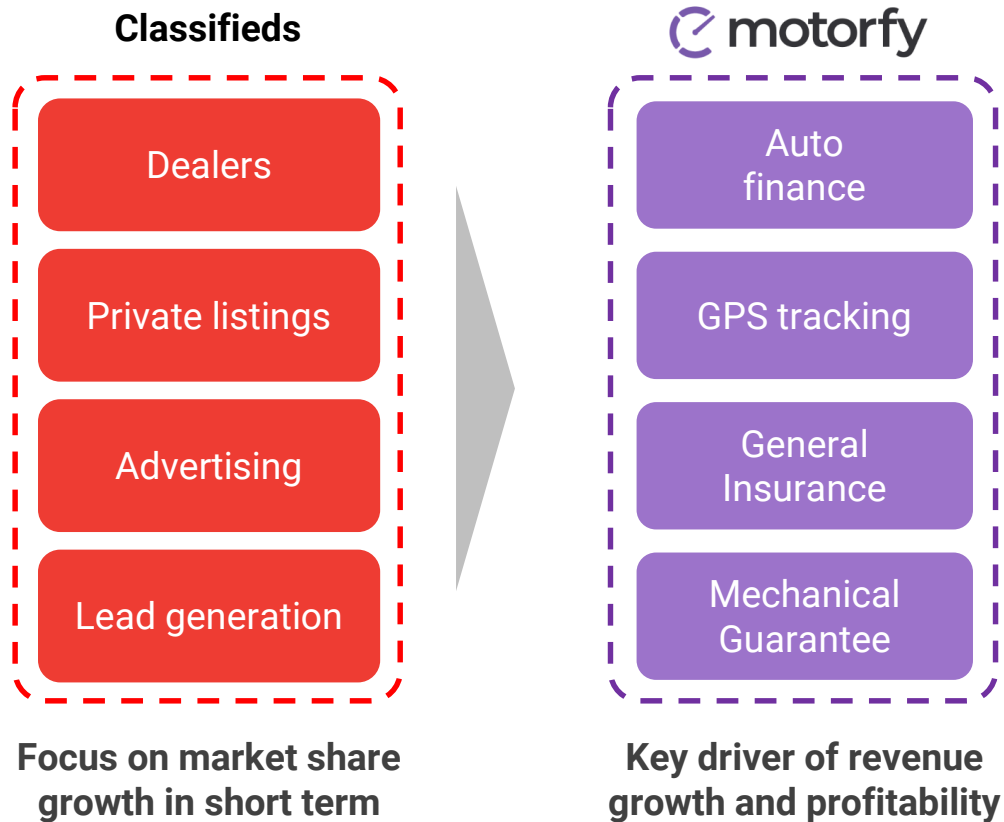 Classifieds
Dealers
Private listings
Advertising
Lead generation
Focus on market share
growth in short term
motorfy
Auto
finance
GPS tracking
General
Insurance
Mechanical
Guarantee
Key driver of revenue
growth and profitability